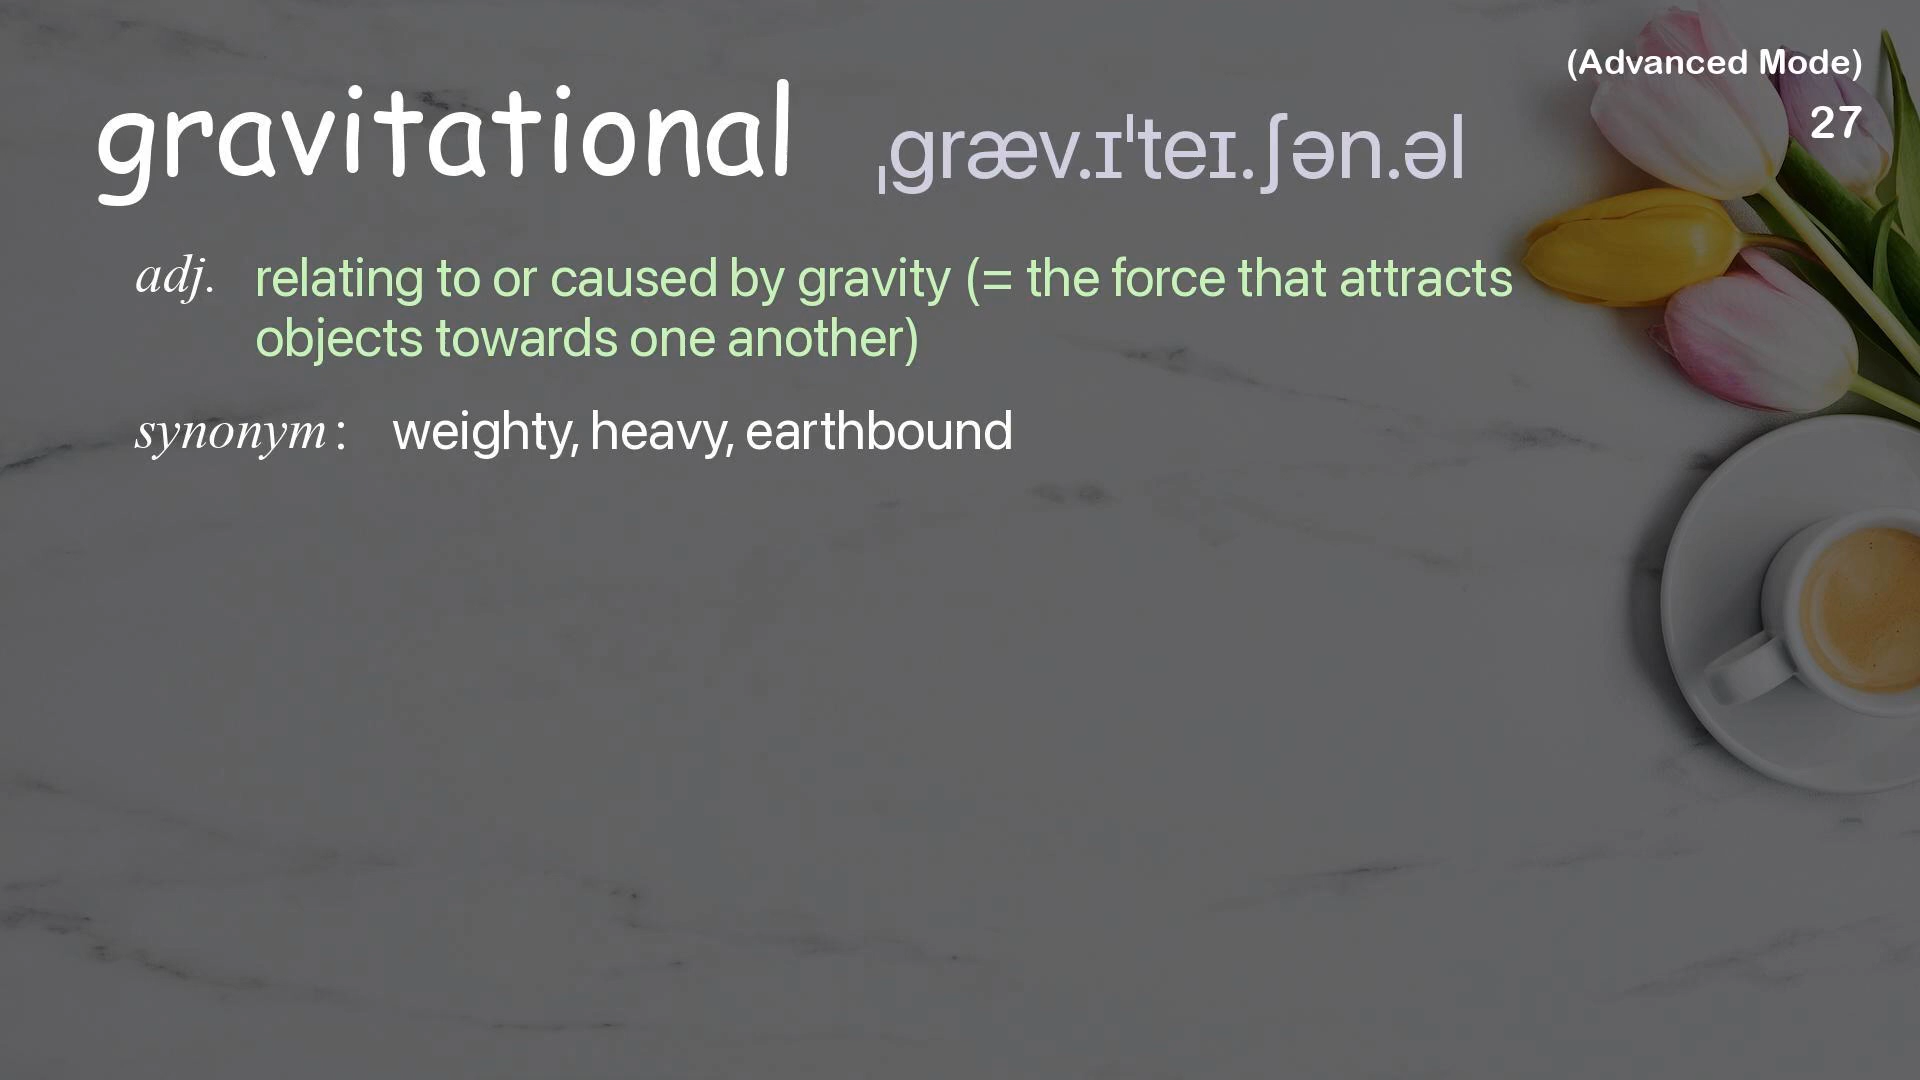 (Advanced Mode)
gravitational ˌɡræv.ɪˈteɪ.ʃən.əl
27
adj. relating to or caused by gravity (= the force that attracts
objects towards one another)
synonym : weighty, heavy, earthbound